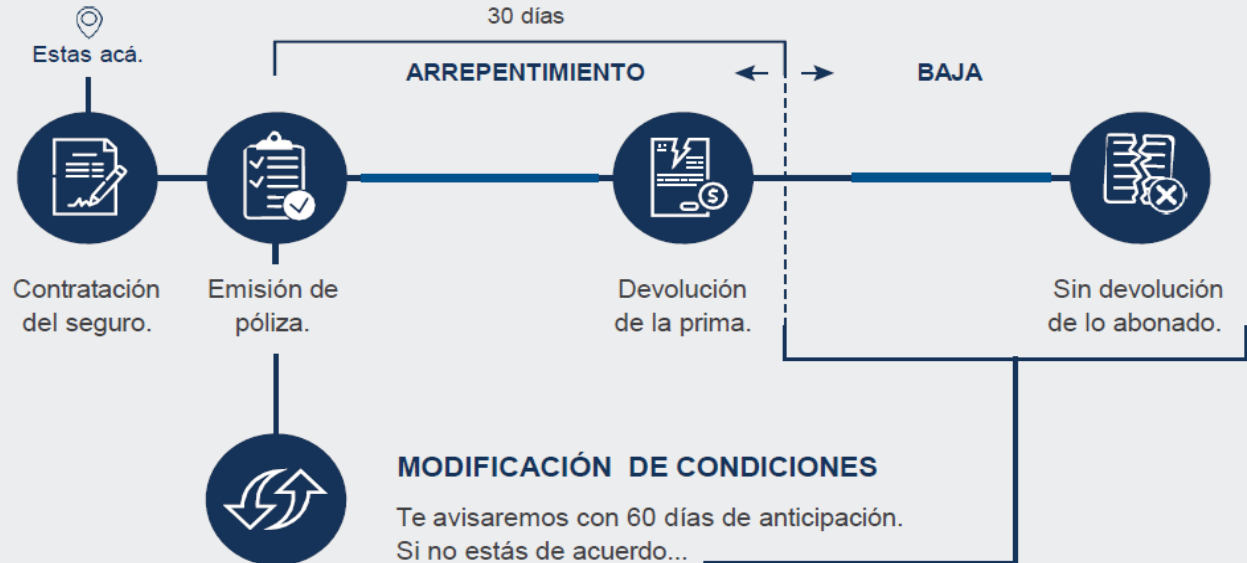 30 días
Estas acá.
ARREPENTIMIENTO
BAJA
Contratación
del seguro.
Emisión de
póliza.
Devolución
de la prima.
Sin devolución
de lo abonado.
MODIFICACIÓN DE CONDICIONES
Te avisaremos con 60 días de anticipación.
Si no estás de acuerdo...